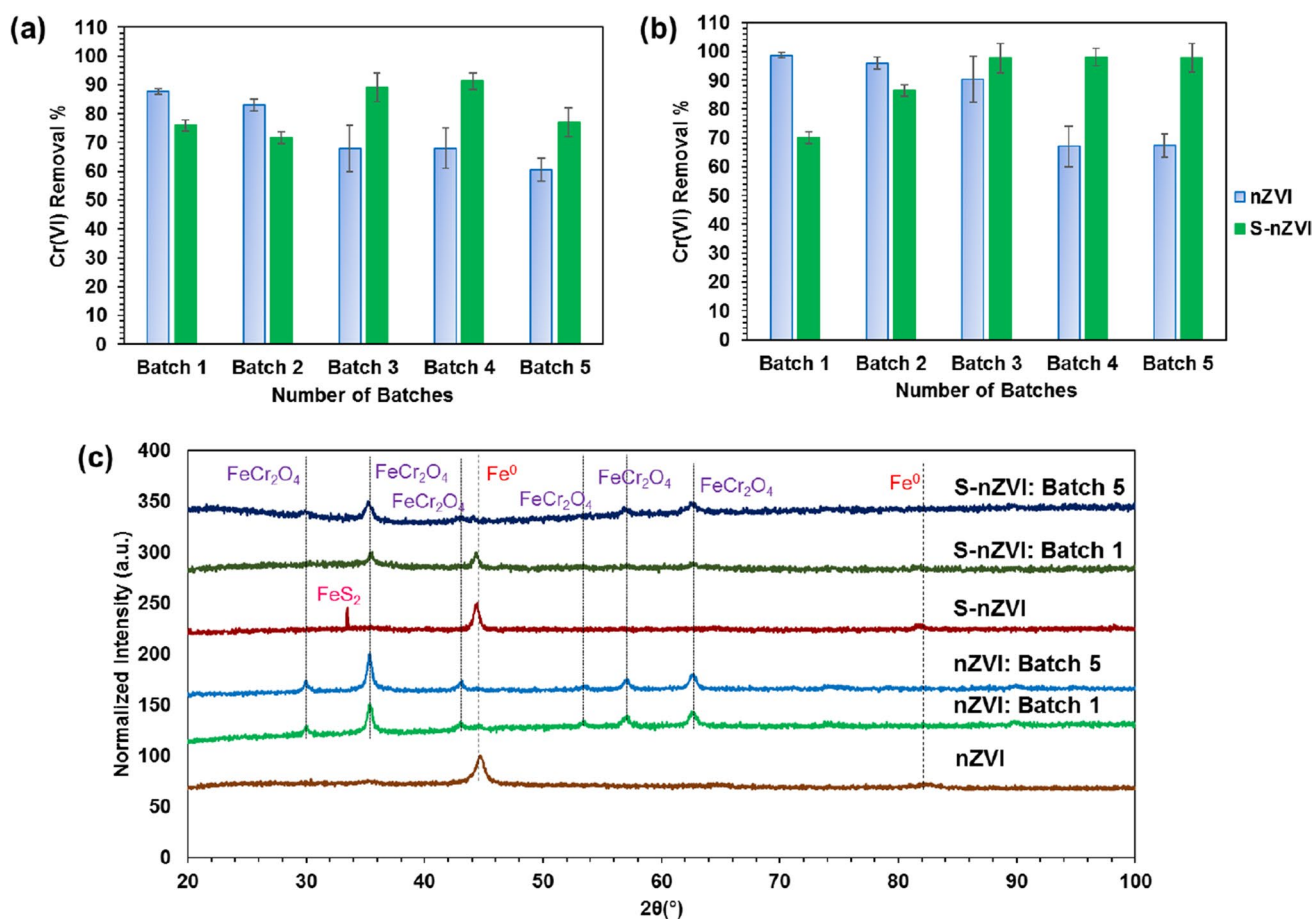 (a)
Cr(VI) Removal %
110
100
90
80
70
60
50
40
30
20
10
0
Batch 1 Batch 2 Batch 3 Batch 4 Batch 5
Number of Batches
(b)
Cr(VI) Removal %
110
100
90
80
70
60
50
40
30
20
10
0
Batch 1 Batch 2 Batch 3 Batch 4 Batch 5
Number of Batches
nZVI
S-nZVI
(c)
Normalized Intensity (a.u.)
400
350
300
250
200
150
100
50
0
FeCr₂O₄
FeCr₂O₄
FeCr₂O₄
Fe⁰
FeCr₂O₄
FeCr₂O₄
FeCr₂O₄
Fe⁰
S-nZVI: Batch 5
S-nZVI: Batch 1
FeS₂
S-nZVI
nZVI: Batch 5
nZVI: Batch 1
nZVI
20 30 40 50 60 70 80 90 100
2θ(°)